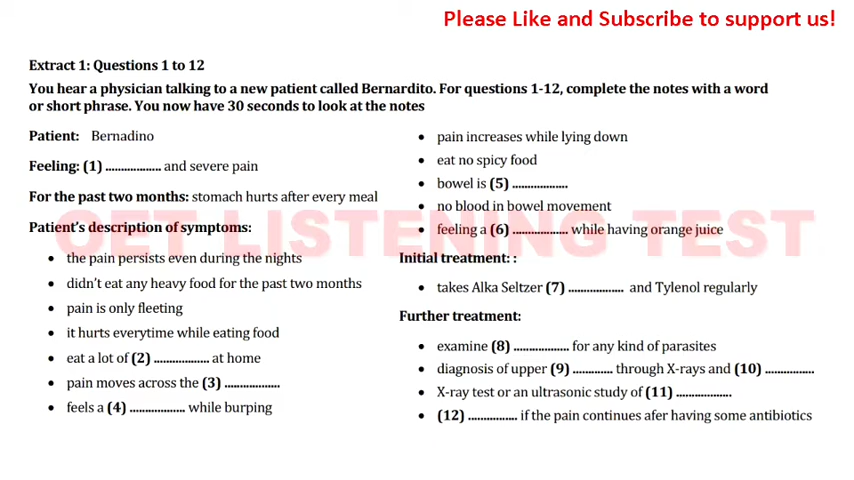 Please Like and Subscribe to support us!
Extract 1: Questions 1 to 12
You hear a physician talking to a new patient called Bernardito. For questions 1-12, complete the notes with a word
or short phrase. You now have 30 seconds to look at the notes
Patient: Bernadino
Feeling: (1) .................. and severe pain
For the past two months: stomach hurts after every meal
Patient's description of symptoms:
• the pain persists even during the nights
• didn't eat any heavy food for the past two months
• pain is only fleeting
• it hurts everytime while eating food
• eat a lot of (2) .................. at home
• pain moves across the (3) ..................
• feels a (4) .................. while burping
• pain increases while lying down
• eat no spicy food
• bowel is (5) ..................
• no blood in bowel movement
• feeling a (6) .................. while having orange juice
Initial treatment: :
• takes Alka Seltzer (7) .................. and Tylenol regularly
Further treatment:
• examine (8) .................. for any kind of parasites
• diagnosis of upper (9) ............. through X-rays and (10) ................
• X-ray test or an ultrasonic study of (11) ..................
• (12) ................ if the pain continues afer having some antibiotics
OET LISTENING TEST